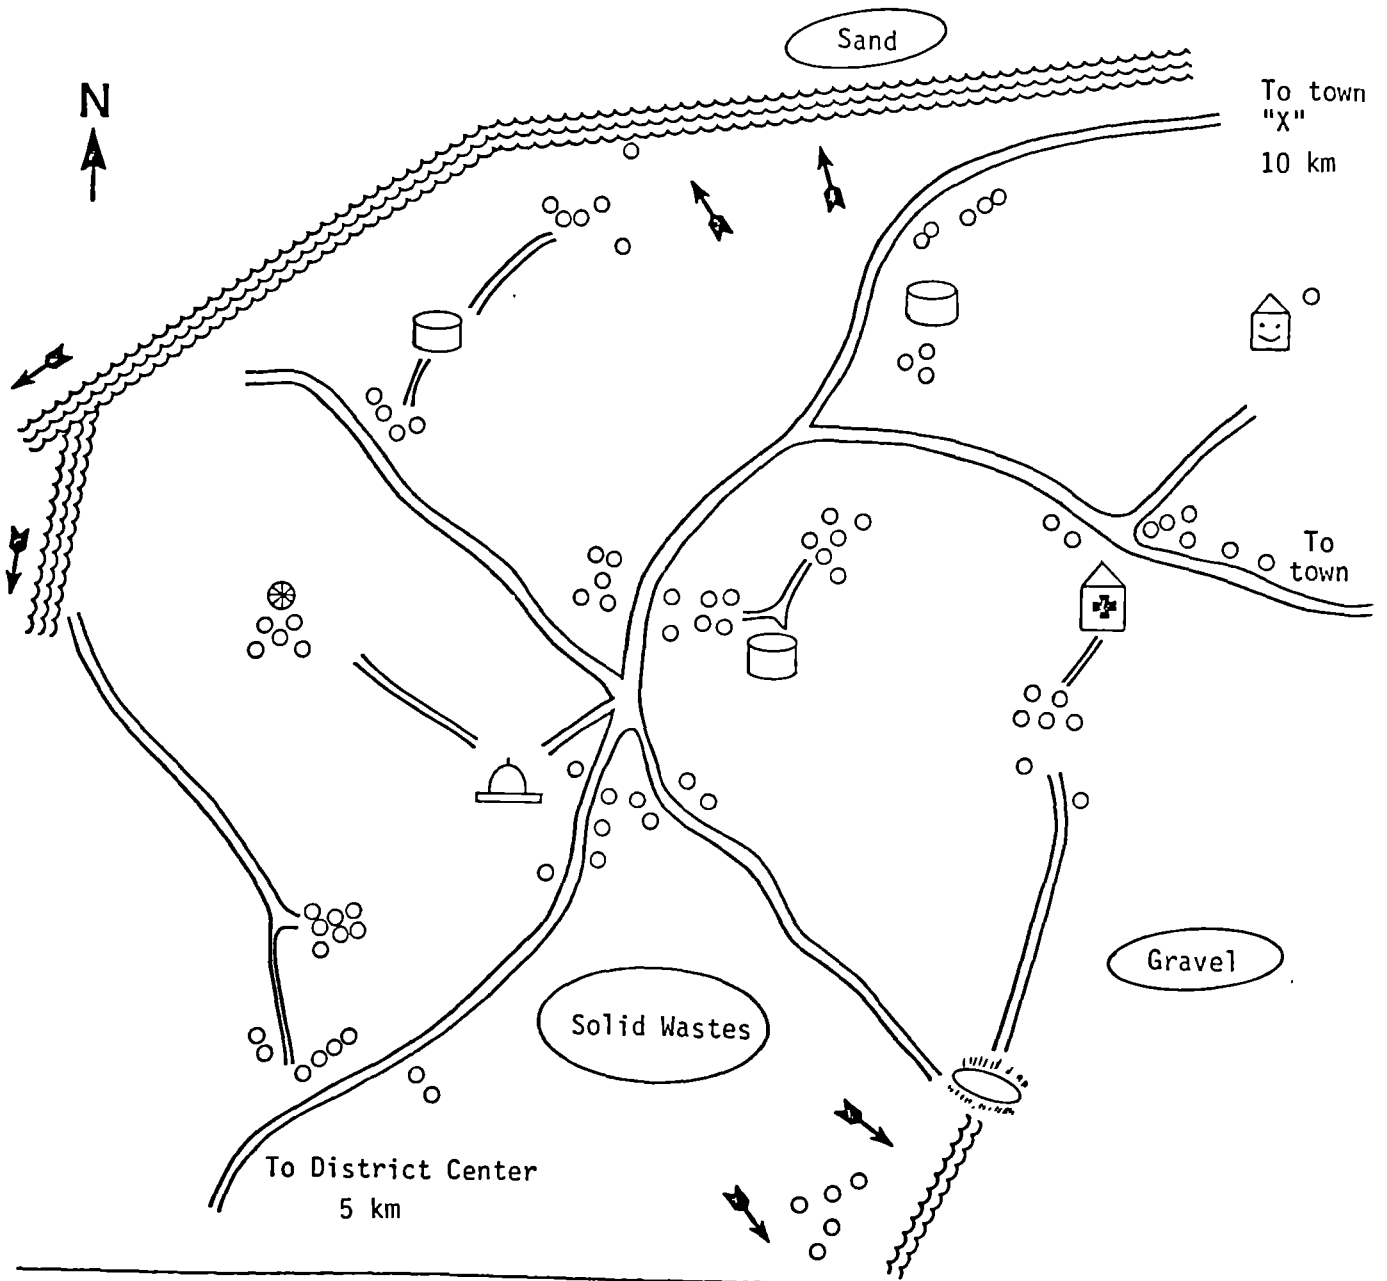 Sand
N
To town
"X"
10 km
To
town
Gravel
Solid Wastes
To District Center
5 km